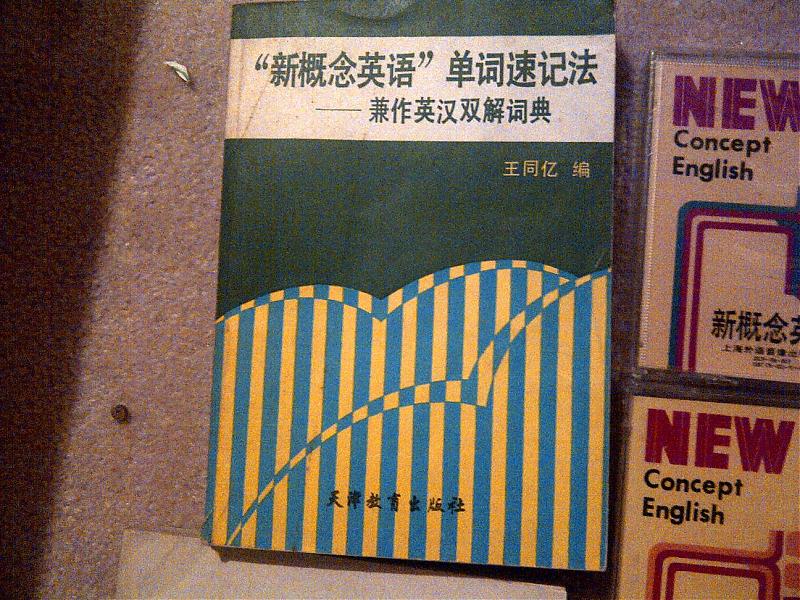 “新概念英语”单词速记法
——兼作英汉双解词典
王同亿 编
天津教育出版社
NEW
Concept
English
新概念英
NEW
Concept
English